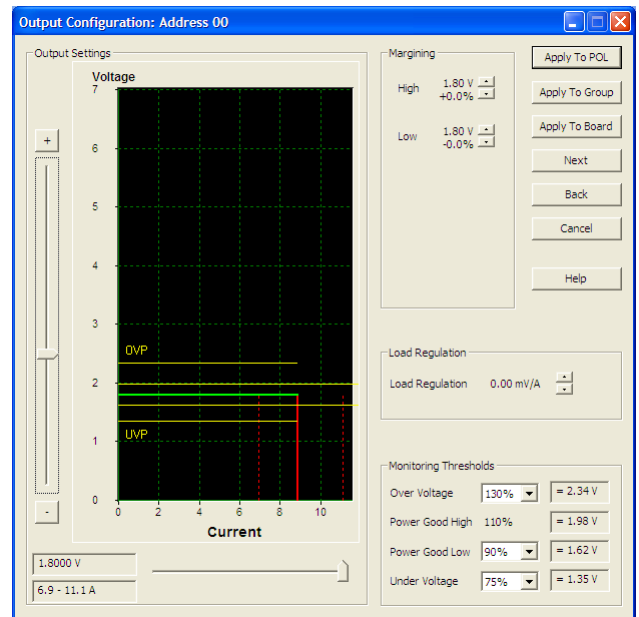 Output Configuration: Address 00
Output Settings
Voltage
7
6
5
4
3
2
1
0
OVP
UVP
0 2 4 6 8 10
Current
+
-
1.8000 V
6.9 - 11.1 A
Margining
High 1.80 V
+0.0%
Low 1.80 V
-0.0%
Apply To POL
Apply To Group
Apply To Board
Next
Back
Cancel
Help
Load Regulation
Load Regulation 0.00 mV/A
Monitoring Thresholds
Over Voltage 130% = 2.34 V
Power Good High 110% = 1.98 V
Power Good Low 90% = 1.62 V
Under Voltage 75% = 1.35 V